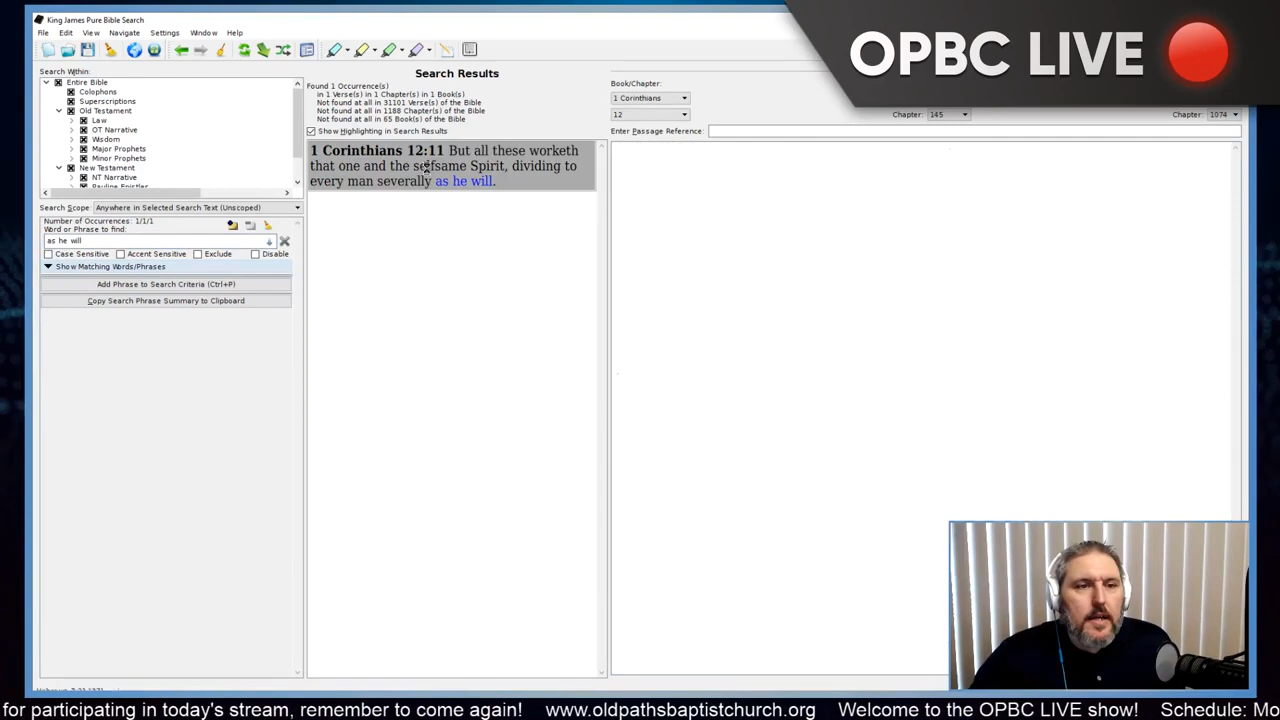 King James Pure Bible Search
OPBC LIVE
File Edit View Navigate Settings Window Help
Search Within:
Entire Bible
Colophons
Superscriptions
Old Testament
Law
OT Narrative
Wisdom
Major Prophets
Minor Prophets
New Testament
NT Narrative
Pauline Epistles
Search Scope: Anywhere in Selected Search Text (Unscoped)
Number of Occurrences: 1/1/1
Word or Phrase to find:
as he will
Case Sensitive Accent Sensitive Exclude Disable
Show Matching Words/Phrases
Add Phrase to Search Criteria (Ctrl+P)
Copy Search Phrase Summary to Clipboard
Search Results
Found 1 Occurrence(s)
in 1 Verse(s) in 1 Chapter(s) in 1 Book(s)
Not found at all in 31101 Verse(s) of the Bible
Not found at all in 1188 Chapter(s) of the Bible
Not found at all in 65 Book(s) of the Bible
Show Highlighting in Search Results
1 Corinthians 12:11 But all these worketh
that one and the selfsame Spirit, dividing to
every man severally as he will.
Book/Chapter:
1 Corinthians
12
Chapter: 145
Chapter: 1074
Enter Passage Reference:
for participating in today's stream, remember to come again! www.oldpathsbaptistchurch.org Welcome to the OPBC LIVE show! Schedule: Mo